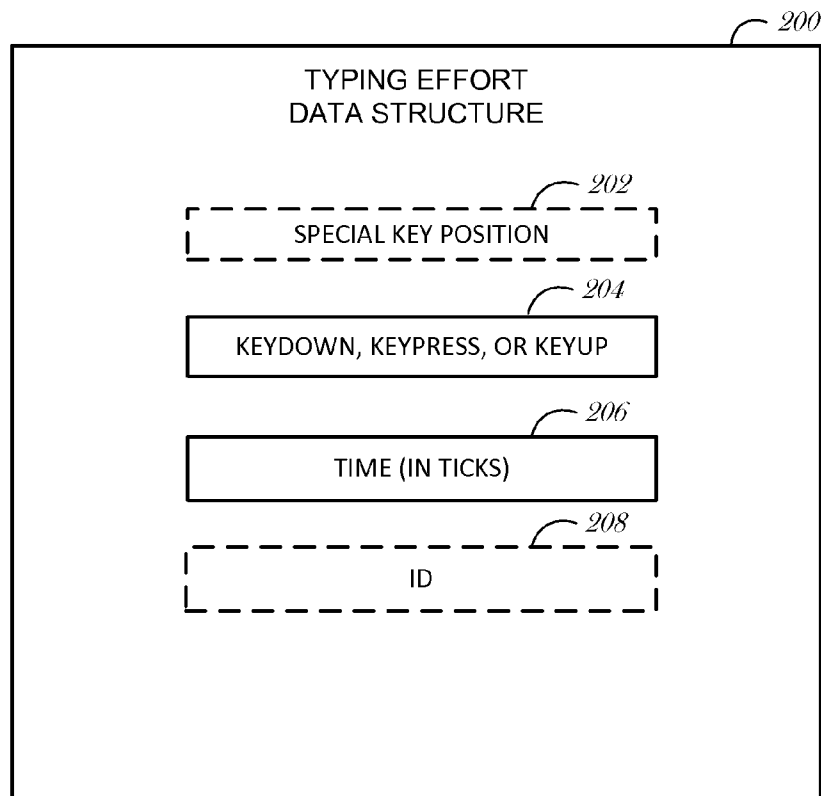 200
TYPING EFFORT
DATA STRUCTURE
202
SPECIAL KEY POSITION
204
KEYDOWN, KEYPRESS, OR KEYUP
206
TIME (IN TICKS)
208
ID